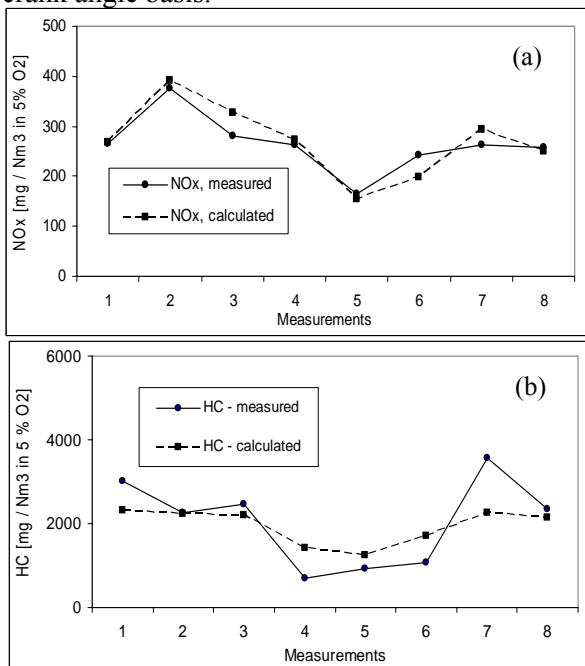 crank angle basis.
(a)
500
400
300
200
100
0
NOx [mg / Nm3 in 5% O2]
NOx, measured
NOx, calculated
1 2 3 4 5 6 7 8
Measurements
(b)
6000
4000
2000
0
HC [mg / Nm3 in 5 % O2]
HC - measured
HC - calculated
1 2 3 4 5 6 7 8
Measurements